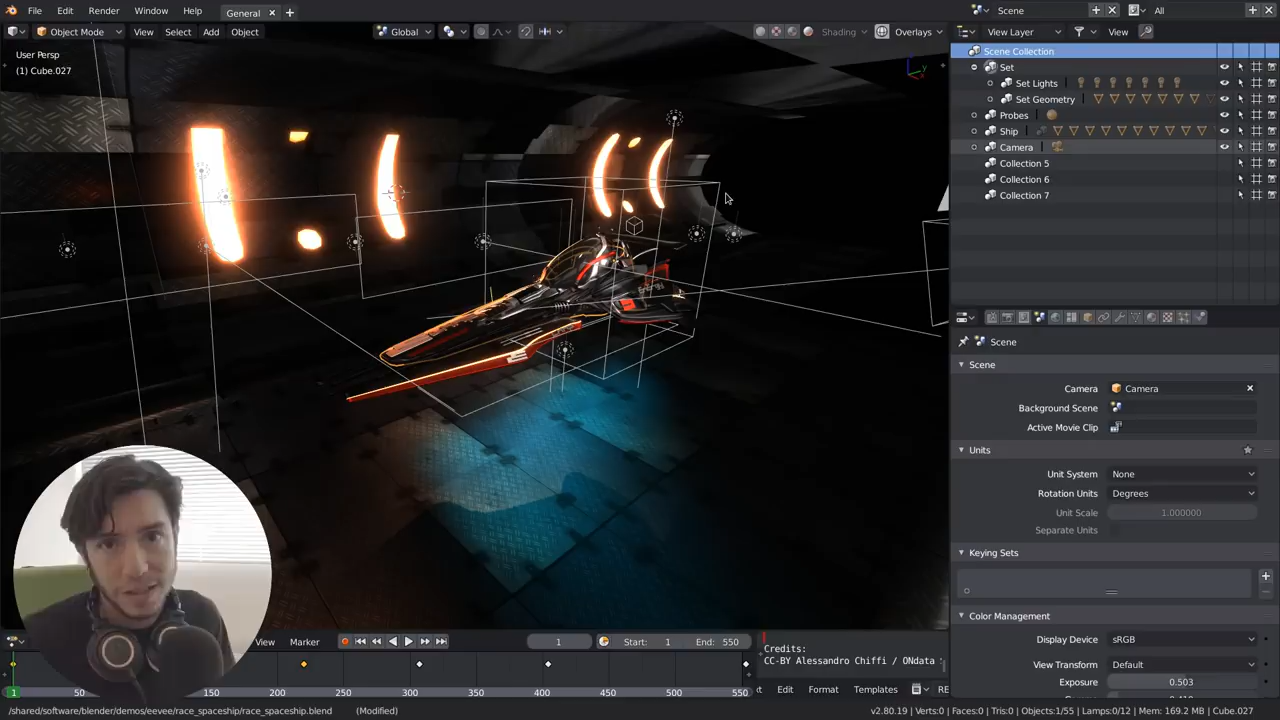 File Edit Render Window Help General
Scene All
Object Mode View Select Add Object Global Shading Overlays
View Layer View
User Persp
(1) Cube.027
Scene Collection
Set
Set Lights
Set Geometry
Probes
Ship
Camera
Collection 5
Collection 6
Collection 7
Scene
Scene
Camera Camera
Background Scene
Active Movie Clip
Units
Unit System None
Rotation Units Degrees
Unit Scale 1.000000
Separate Units
Keying Sets
Color Management
Display Device sRGB
View Transform Default
Exposure 0.503
View Marker 1 Start: 1 End: 550
Credits:
CC-BY Alessandro Chiffi / ONdata
1 50 150 200 250 300 350 400 450 500 550
Edit Format Templates
/shared/software/blender/demos/eevee/race_spaceship/race_spaceship.blend (Modified)
v2.80.19 | Verts:0 | Faces:0 | Tris:0 | Objects:1/55 | Lamps:0/12 | Mem: 169.2 MB | Cube.027